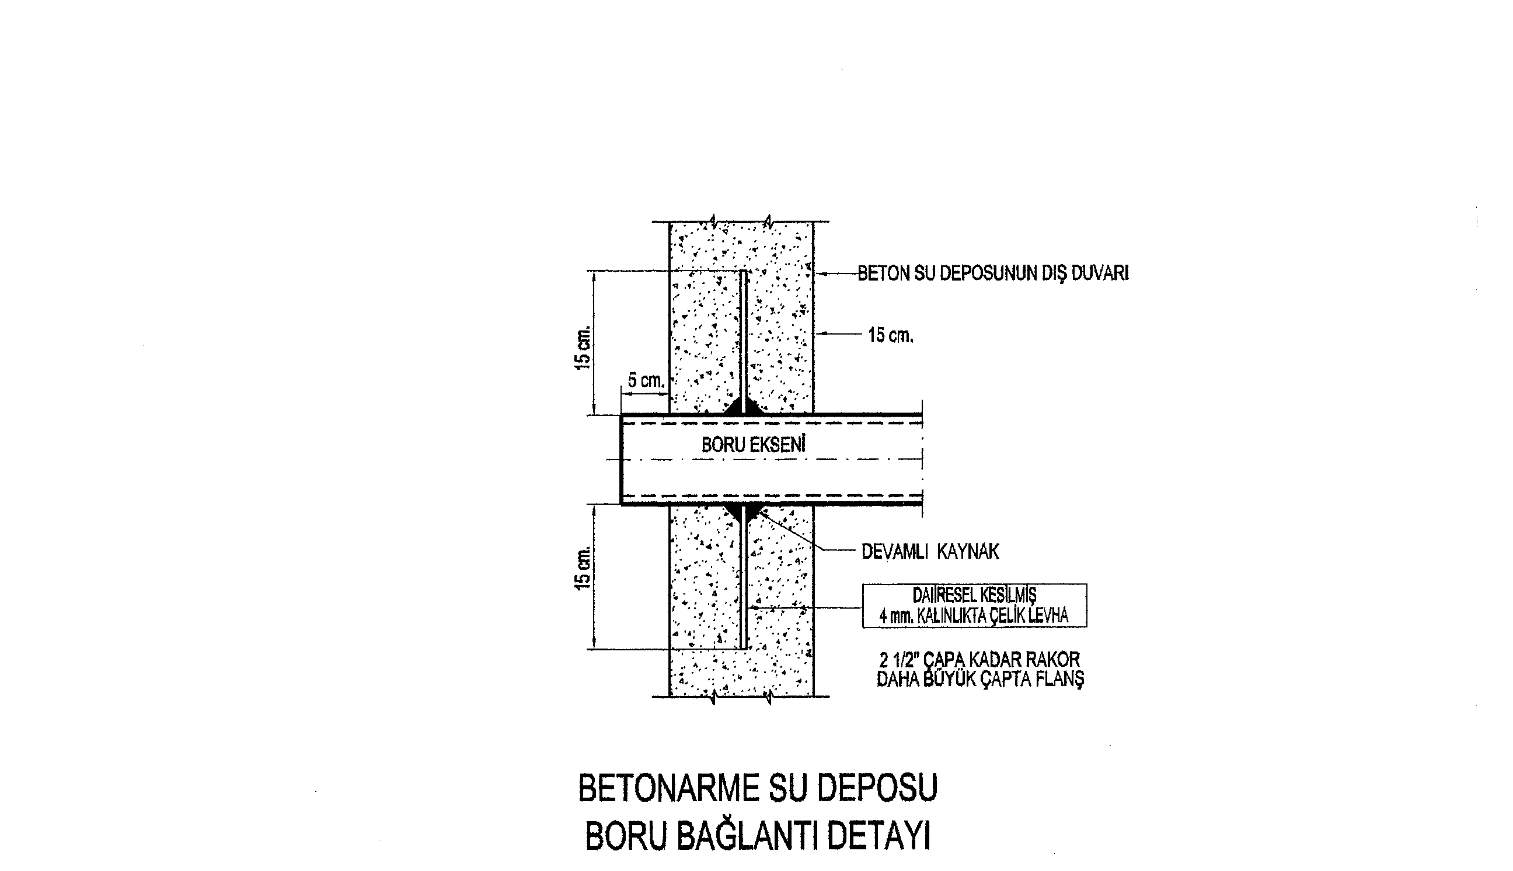 BETON SU DEPOSUNUN DIŞ DUVARI
15 cm.
15 cm.
5 cm.
BORU EKSENİ
15 cm.
DEVAMLI KAYNAK
DAİİRESEL KESİLMİŞ
4 mm. KALINLIKTA ÇELİK LEVHA
2 1/2" ÇAPA KADAR RAKOR
DAHA BÜYÜK ÇAPTA FLANŞ
BETONARME SU DEPOSU
BORU BAĞLANTI DETAYI